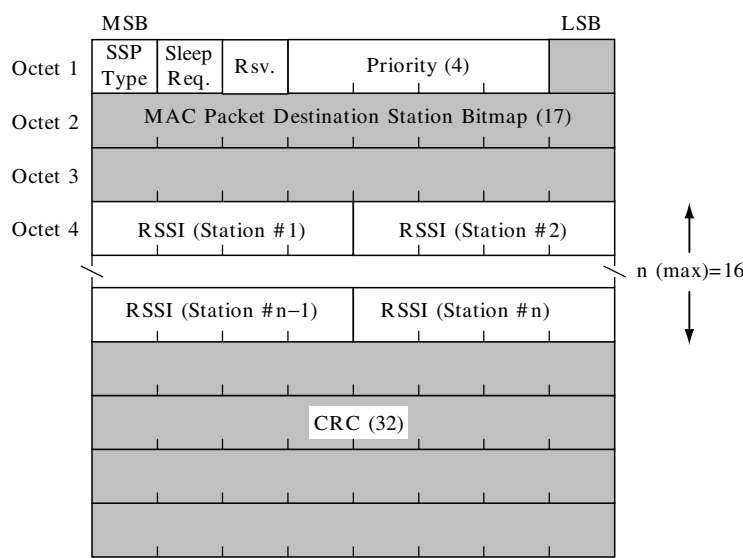 MSB LSB
Octet 1
SSP Type
Sleep Req.
Rsv.
Priority (4)
Octet 2
MAC Packet Destination Station Bitmap (17)
Octet 3
Octet 4
RSSI (Station #1)
RSSI (Station #2)
n (max)=16
RSSI (Station #n−1)
RSSI (Station #n)
CRC (32)